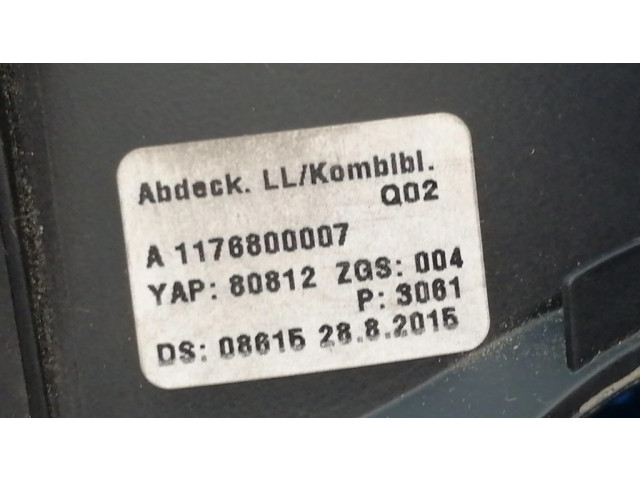 Abdeck. LL/Kombibl.
Q02
A 1176800007
YAP: 80812 ZGS: 004
P: 3061
DS: 08615 28.8.2015